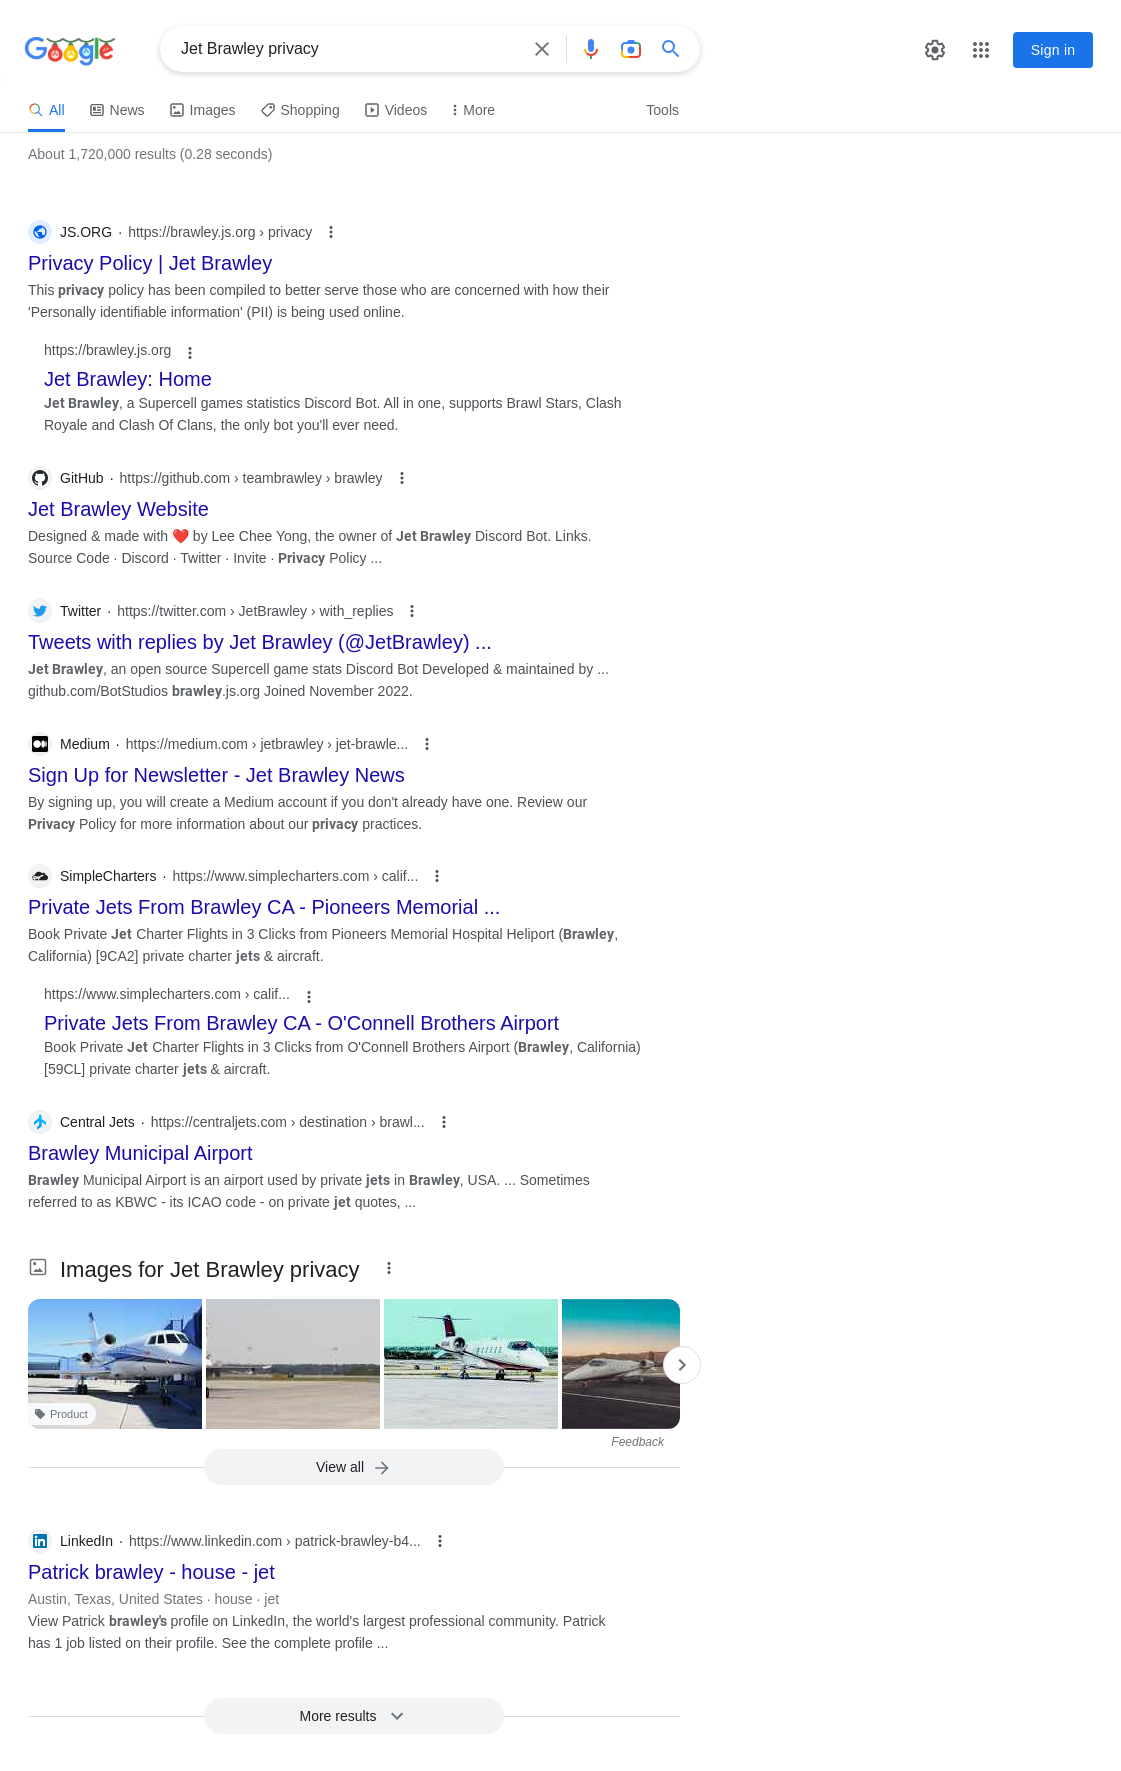 Google
Jet Brawley privacy
Sign in
All
News
Images
Shopping
Videos
More
Tools
About 1,720,000 results (0.28 seconds)
JS.ORG · https://brawley.js.org › privacy
Privacy Policy | Jet Brawley
This privacy policy has been compiled to better serve those who are concerned with how their
'Personally identifiable information' (PII) is being used online.
https://brawley.js.org
Jet Brawley: Home
Jet Brawley, a Supercell games statistics Discord Bot. All in one, supports Brawl Stars, Clash
Royale and Clash Of Clans, the only bot you'll ever need.
GitHub · https://github.com › teambrawley › brawley
Jet Brawley Website
Designed & made with ❤️ by Lee Chee Yong, the owner of Jet Brawley Discord Bot. Links.
Source Code · Discord · Twitter · Invite · Privacy Policy ...
Twitter · https://twitter.com › JetBrawley › with_replies
Tweets with replies by Jet Brawley (@JetBrawley) ...
Jet Brawley, an open source Supercell game stats Discord Bot Developed & maintained by ...
github.com/BotStudios brawley.js.org Joined November 2022.
Medium · https://medium.com › jetbrawley › jet-brawle...
Sign Up for Newsletter - Jet Brawley News
By signing up, you will create a Medium account if you don't already have one. Review our
Privacy Policy for more information about our privacy practices.
SimpleCharters · https://www.simplecharters.com › calif...
Private Jets From Brawley CA - Pioneers Memorial ...
Book Private Jet Charter Flights in 3 Clicks from Pioneers Memorial Hospital Heliport (Brawley,
California) [9CA2] private charter jets & aircraft.
https://www.simplecharters.com › calif...
Private Jets From Brawley CA - O'Connell Brothers Airport
Book Private Jet Charter Flights in 3 Clicks from O'Connell Brothers Airport (Brawley, California)
[59CL] private charter jets & aircraft.
Central Jets · https://centraljets.com › destination › brawl...
Brawley Municipal Airport
Brawley Municipal Airport is an airport used by private jets in Brawley, USA. ... Sometimes
referred to as KBWC - its ICAO code - on private jet quotes, ...
Images for Jet Brawley privacy
Product
Feedback
View all
LinkedIn · https://www.linkedin.com › patrick-brawley-b4...
Patrick brawley - house - jet
Austin, Texas, United States · house · jet
View Patrick brawley's profile on LinkedIn, the world's largest professional community. Patrick
has 1 job listed on their profile. See the complete profile ...
More results